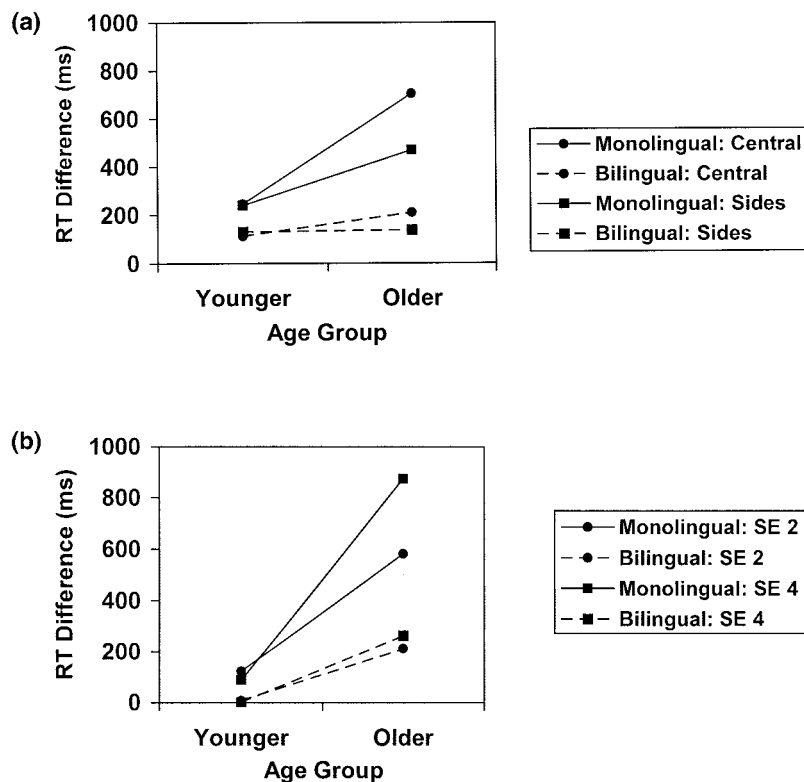 (a)
1000
800
600
400
200
0
RT Difference (ms)
Younger Older
Age Group
Monolingual: Central
Bilingual: Central
Monolingual: Sides
Bilingual: Sides
(b)
1000
800
600
400
200
0
RT Difference (ms)
Younger Older
Age Group
Monolingual: SE 2
Bilingual: SE 2
Monolingual: SE 4
Bilingual: SE 4